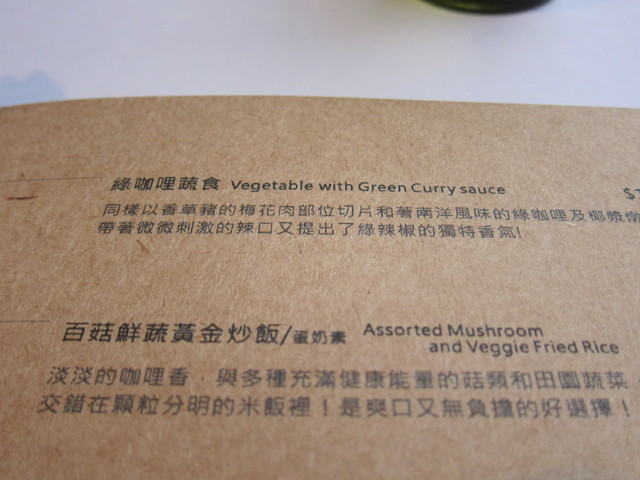 綠咖哩蔬食 Vegetable with Green Curry sauce $
同樣以香草豬的梅花肉部位切片和著南洋風味的綠咖哩及椰漿燉
帶著微微刺激的辣口又提出了綠辣椒的獨特香氣!
百菇鮮蔬黃金炒飯/蛋奶素 Assorted Mushroom
and Veggie Fried Rice
淡淡的咖哩香，與多種充滿健康能量的菇類和田園蔬菜
交錯在顆粒分明的米飯裡！是爽口又無負擔的好選擇！